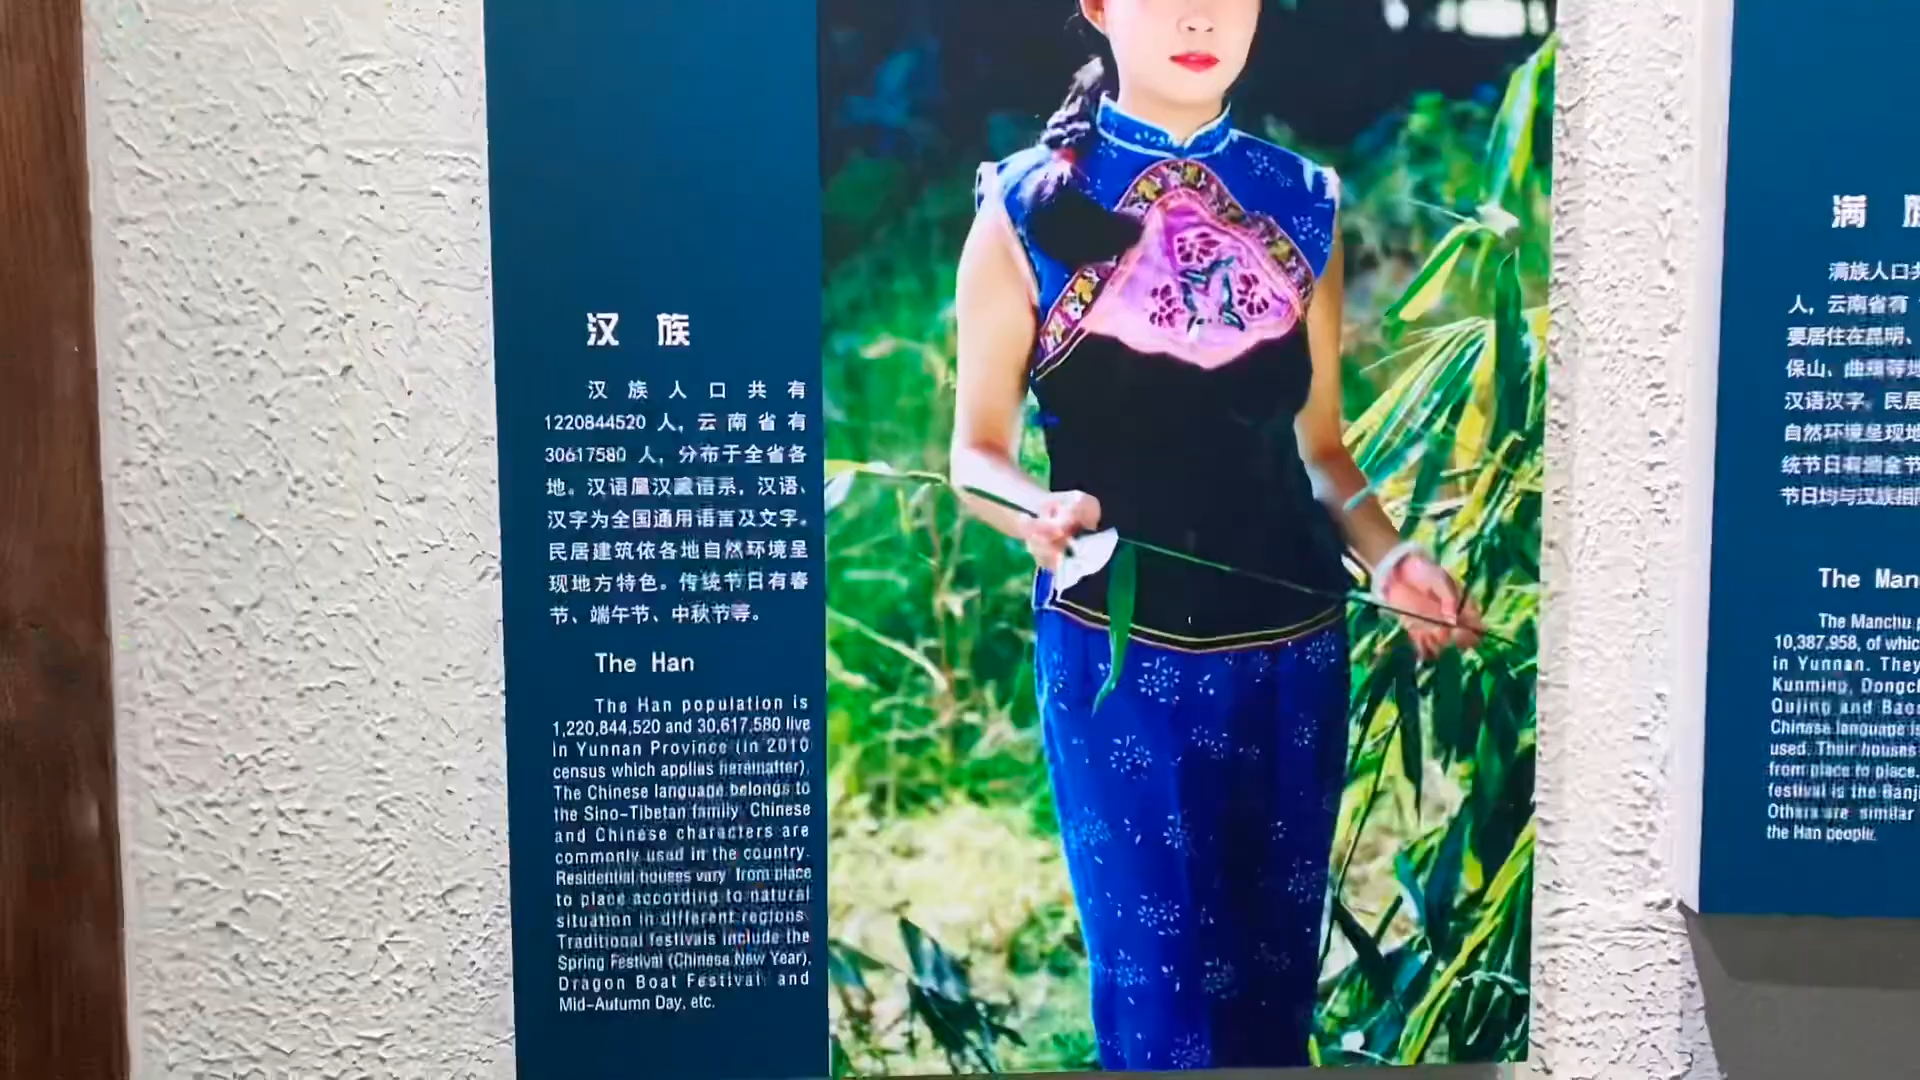 汉 族
汉族人口共有
1220844520 人，云南省有
30617580 人，分布于全省各
地。汉语属汉藏语系，汉语、
汉字为全国通用语言及文字。
民居建筑依各地自然环境呈
现地方特色。传统节日有春
节、端午节、中秋节等。
The Han
The Han population is
1,220,844,520 and 30,617,580 live
in Yunnan Province (in 2010
census which applies hereinafter).
The Chinese language belongs to
the Sino-Tibetan family. Chinese
and Chinese characters are
commonly used in the country.
Residential houses vary from place
to place according to natural
situation in different regions.
Traditional festivals include the
Spring Festival (Chinese New Year),
Dragon Boat Festival and
Mid-Autumn Day, etc.
满
满族人口
人，云南省有
要居住在昆明、
保山、曲靖等地
汉语汉字。民居
自然环境呈现地
统节日有颁金节
节日均与汉族相
The Man
The Manchu
10,387,958, of whic
in Yunnan. They
Kunming, Dongc
Qujing and Bao
Chinese language is
used. Their houses
from place to place.
festival is the Banji
Others are similar
the Han people.